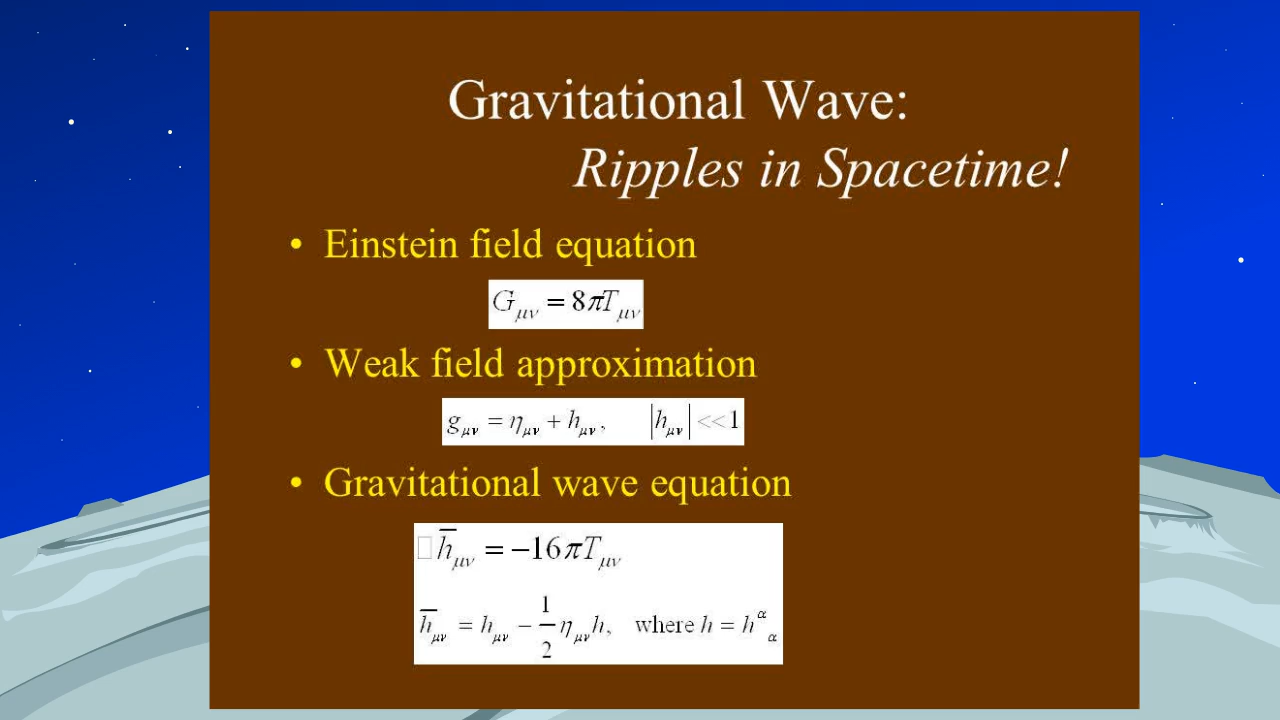 Gravitational Wave:
Ripples in Spacetime!
• Einstein field equation
G_μν = 8πT_μν
• Weak field approximation
g_μν = η_μν + h_μν, |h_μν| << 1
• Gravitational wave equation
□h̅_μν = −16πT_μν
h̅_μν = h_μν − 1/2 η_μν h, where h = h^α_α